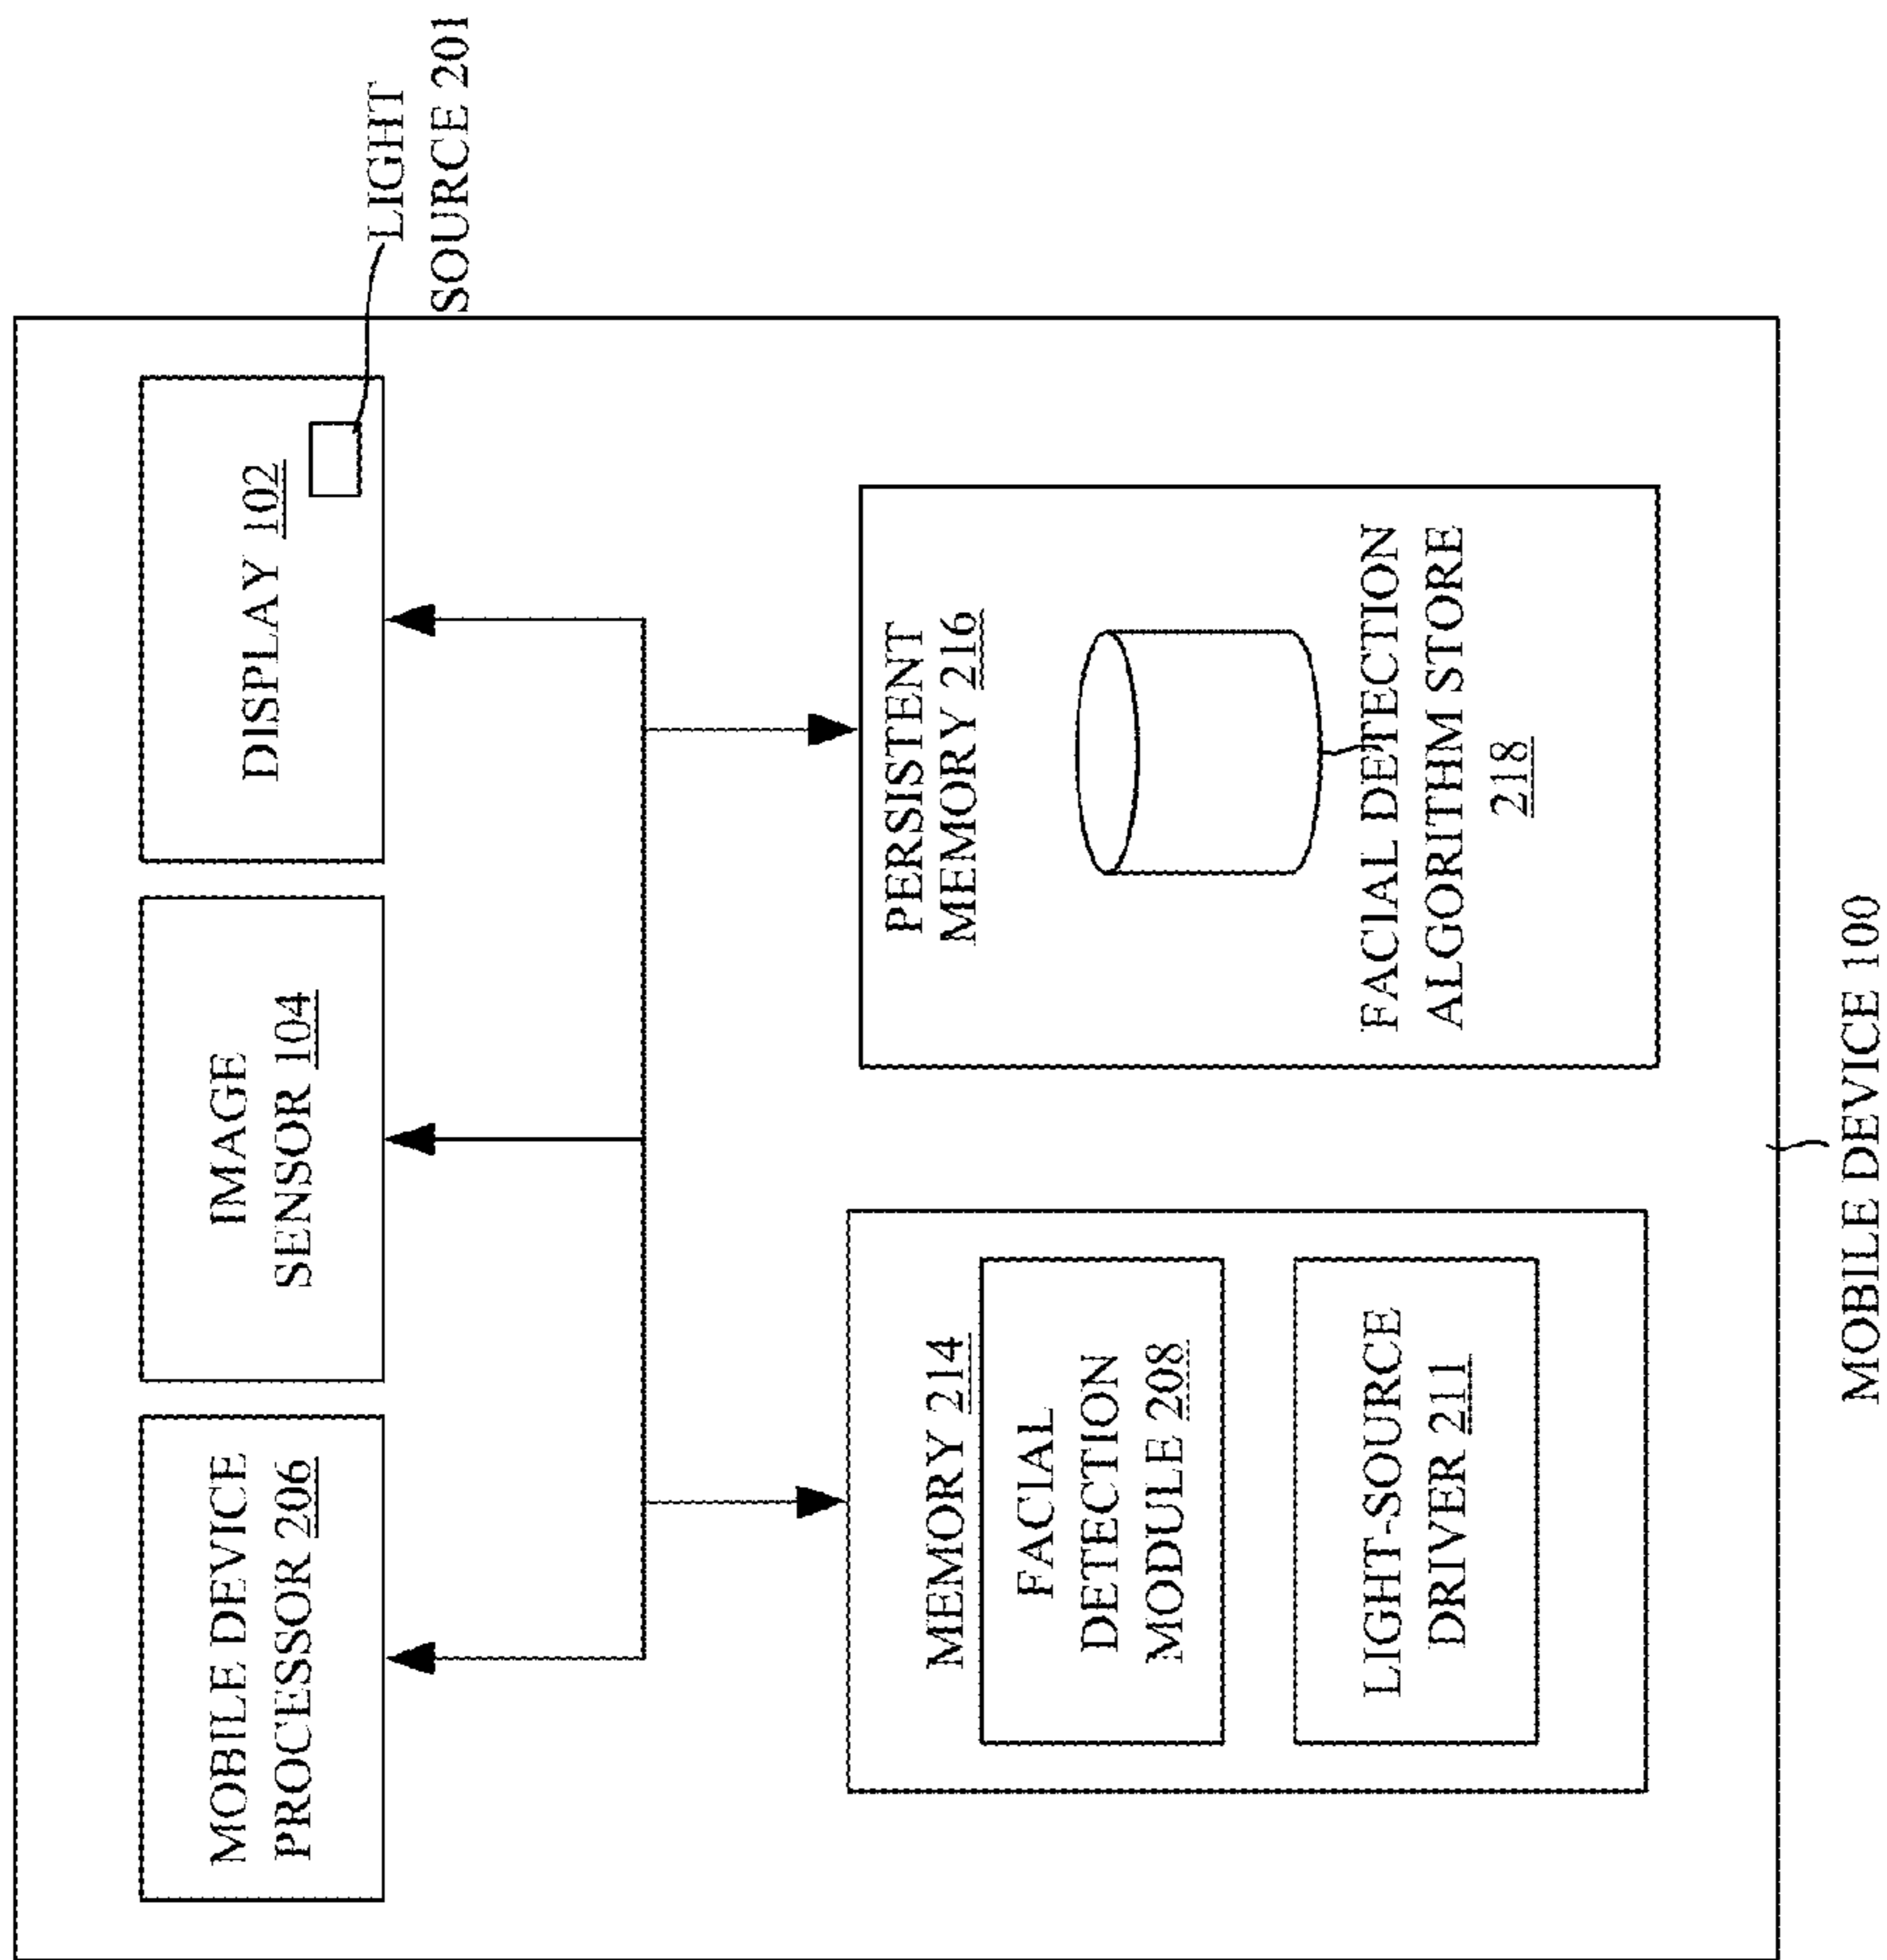 MOBILE DEVICE
PROCESSOR 206
IMAGE
SENSOR 104
DISPLAY 102
LIGHT
SOURCE 201
MEMORY 214
FACIAL
DETECTION
MODULE 208
LIGHT-SOURCE
DRIVER 211
PERSISTENT
MEMORY 216
FACIAL DETECTION
ALGORITHM STORE
218
MOBILE DEVICE 100